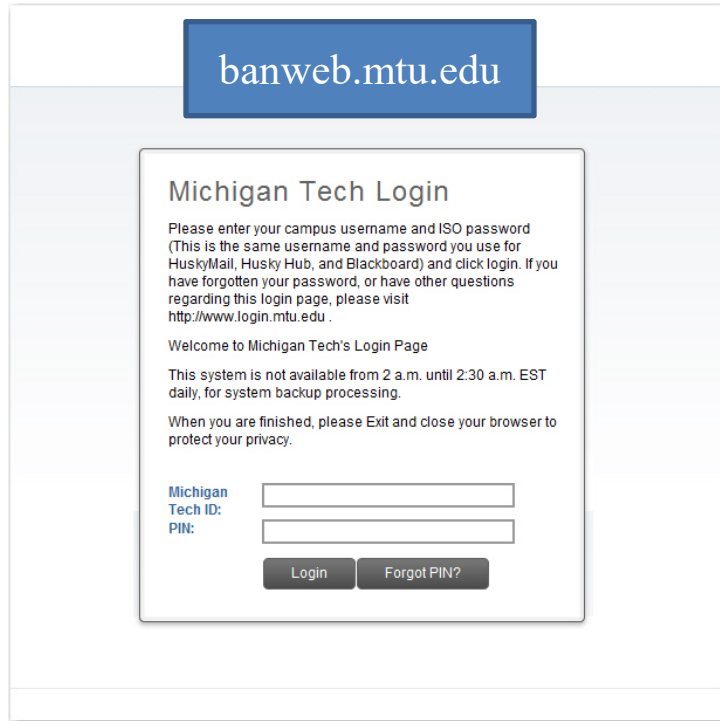 banweb.mtu.edu
Michigan Tech Login
Please enter your campus username and ISO password
(This is the same username and password you use for
HuskyMail, Husky Hub, and Blackboard) and click login. If you
have forgotten your password, or have other questions
regarding this login page, please visit
http://www.login.mtu.edu .
Welcome to Michigan Tech's Login Page
This system is not available from 2 a.m. until 2:30 a.m. EST
daily, for system backup processing.
When you are finished, please Exit and close your browser to
protect your privacy.
Michigan
Tech ID:
PIN:
Login Forgot PIN?